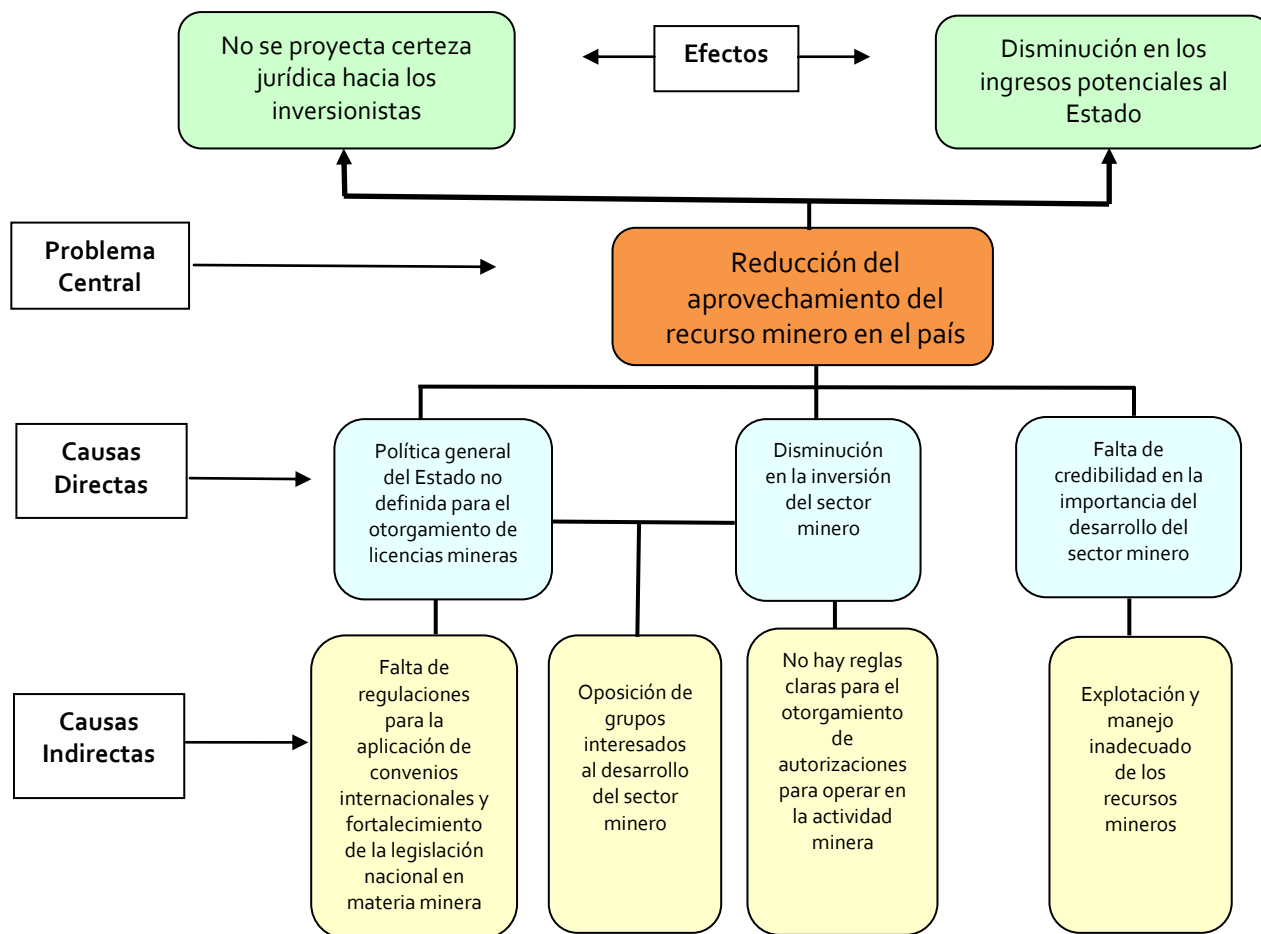 No se proyecta certeza
jurídica hacia los
inversionistas
Efectos
Disminución en los
ingresos potenciales al
Estado
Problema
Central
Reducción del
aprovechamiento del
recurso minero en el país
Causas
Directas
Política general
del Estado no
definida para el
otorgamiento de
licencias mineras
Disminución
en la inversión
del sector
minero
Falta de
credibilidad en la
importancia del
desarrollo del
sector minero
Causas
Indirectas
Falta de
regulaciones
para la
aplicación de
convenios
internacionales y
fortalecimiento
de la legislación
nacional en
materia minera
Oposición de
grupos
interesados
al desarrollo
del sector
minero
No hay reglas
claras para el
otorgamiento
de
autorizaciones
para operar en
la actividad
minera
Explotación y
manejo
inadecuado
de los
recursos
mineros